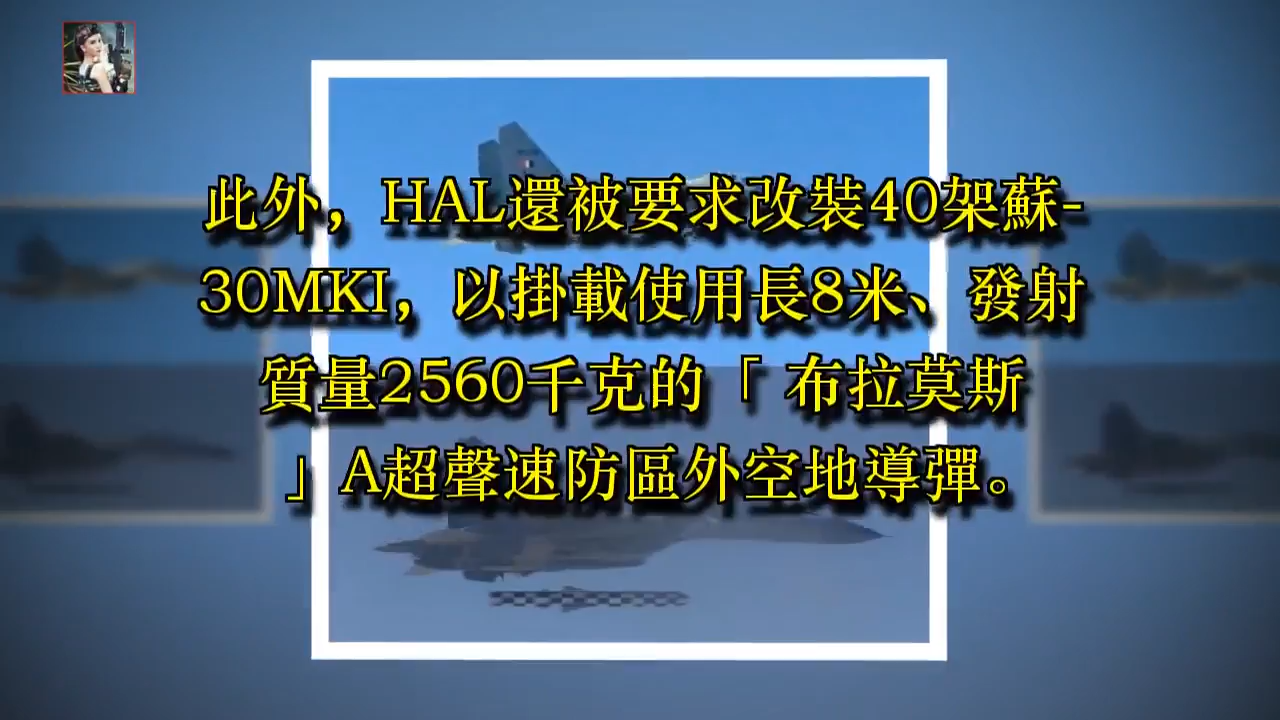 此外，HAL還被要求改裝40架蘇-
30MKI，以掛載使用長8米、發射
質量2560千克的「 布拉莫斯
」A超聲速防區外空地導彈。